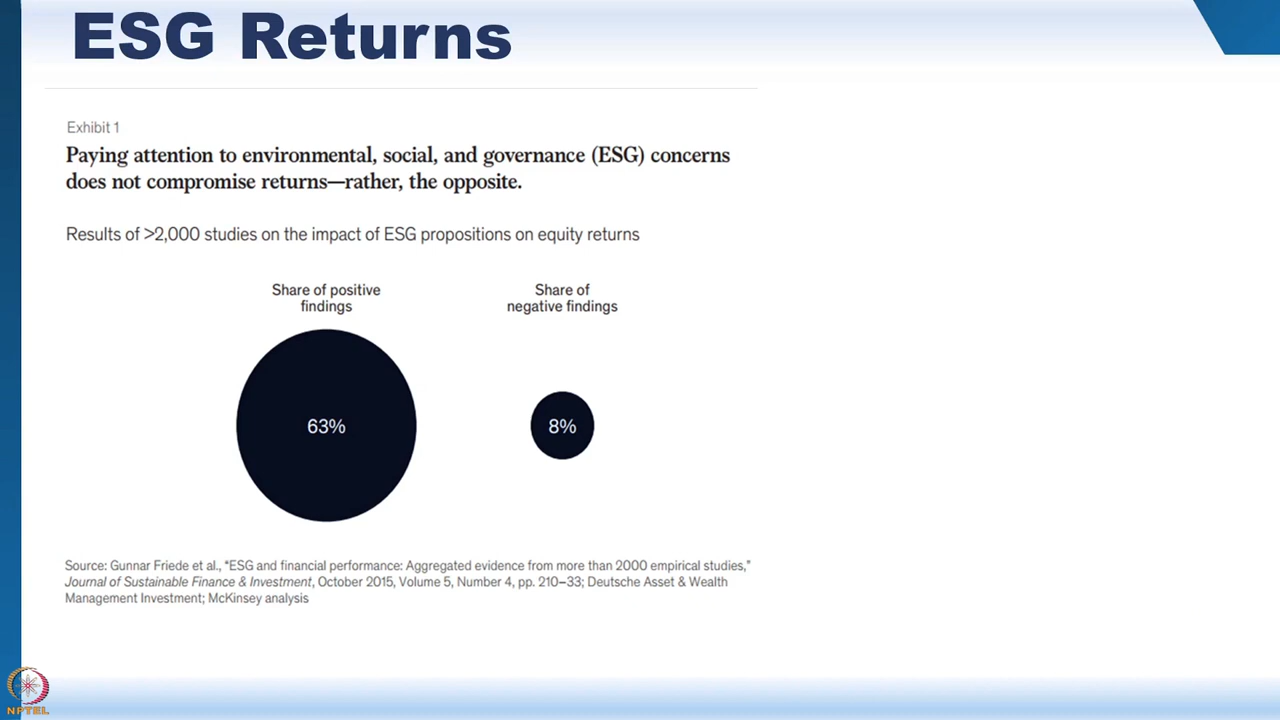 ESG Returns
Exhibit 1
Paying attention to environmental, social, and governance (ESG) concerns
does not compromise returns—rather, the opposite.
Results of >2,000 studies on the impact of ESG propositions on equity returns
Share of positive
findings
Share of
negative findings
63%
8%
Source: Gunnar Friede et al., “ESG and financial performance: Aggregated evidence from more than 2000 empirical studies,”
Journal of Sustainable Finance & Investment, October 2015, Volume 5, Number 4, pp. 210–33; Deutsche Asset & Wealth
Management Investment; McKinsey analysis
NPTEL